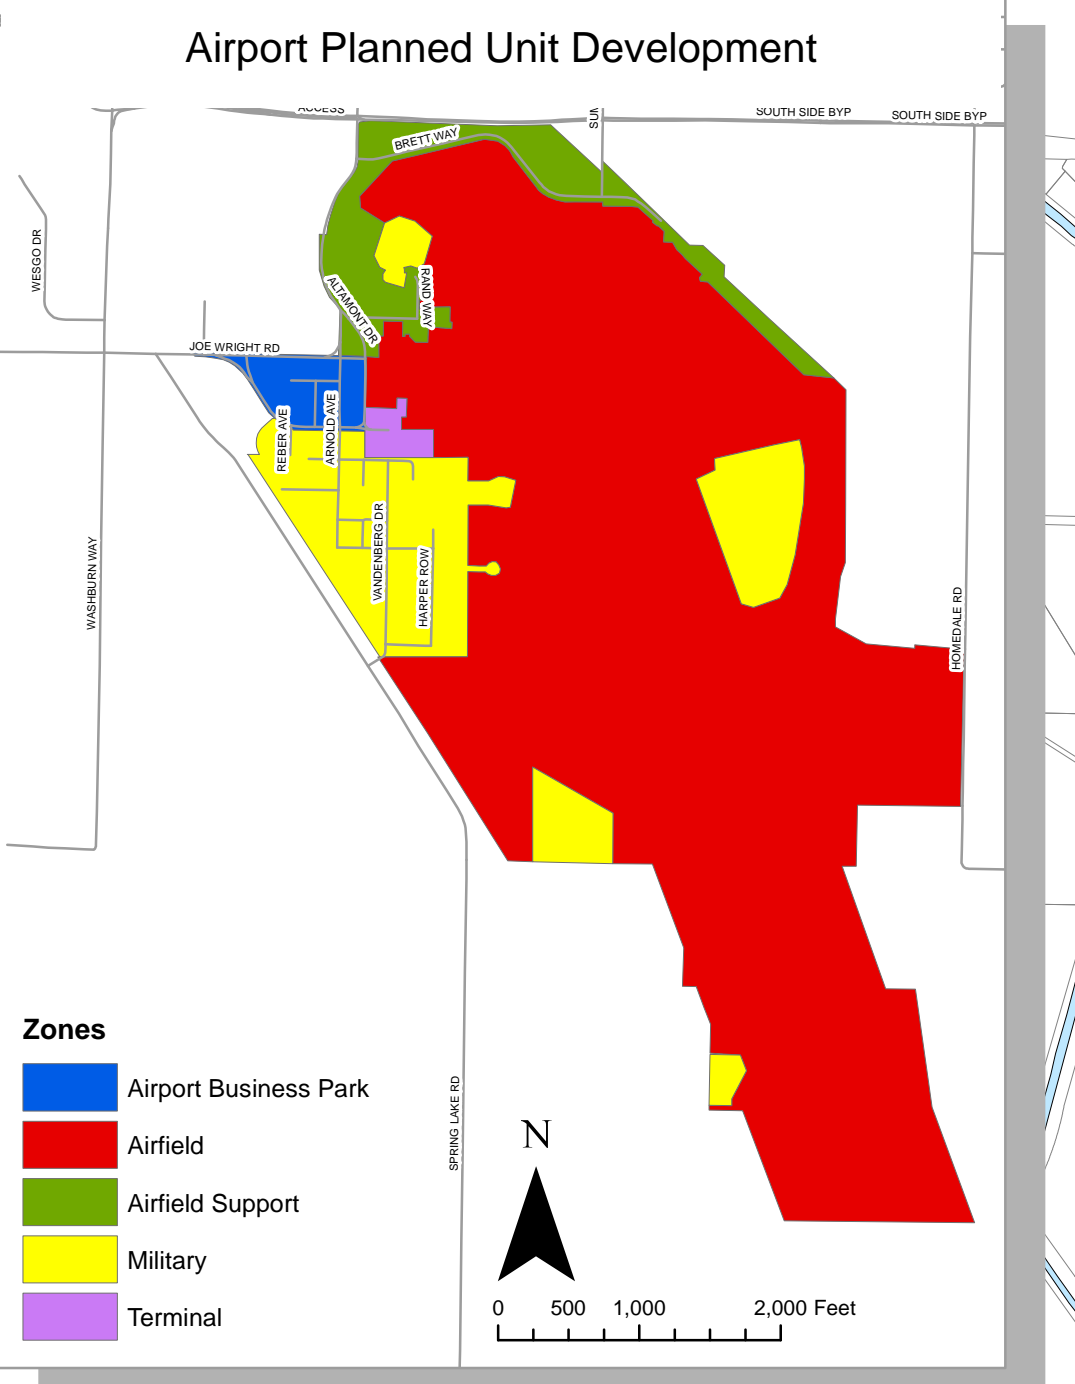 Airport Planned Unit Development
ACCESS
SOUTH SIDE BYP
SOUTH SIDE BYP
BRETT WAY
WESGO DR
RAND WAY
ALTAMONT DR
JOE WRIGHT RD
REBER AVE
ARNOLD AVE
VANDENBERG DR
HARPER ROW
WASHBURN WAY
HOMEDALE RD
SPRING LAKE RD
Zones
Airport Business Park
Airfield
Airfield Support
Military
Terminal
N
0 500 1,000 2,000 Feet